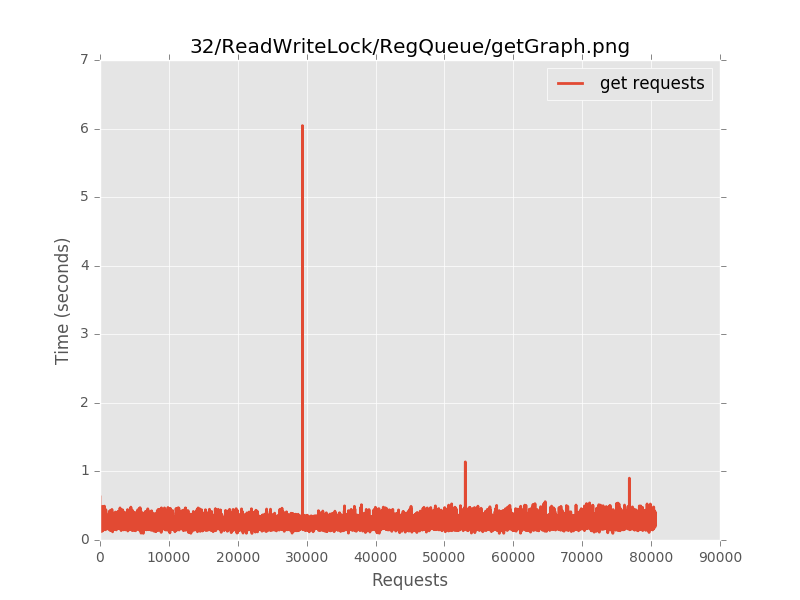 32/ReadWriteLock/RegQueue/getGraph.png
get requests
7
6
5
4
3
2
1
0
Time (seconds)
0 10000 20000 30000 40000 50000 60000 70000 80000 90000
Requests